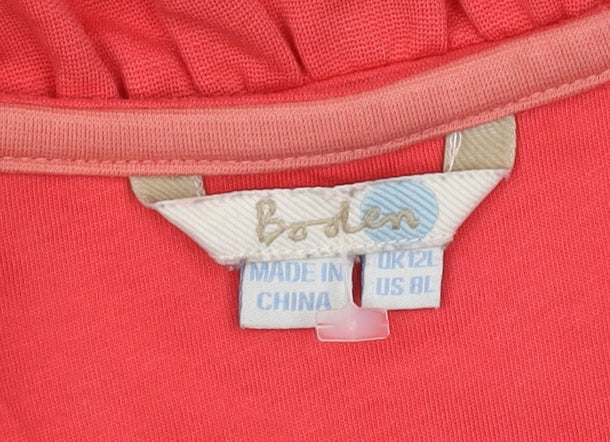 Boden
MADE IN
CHINA
UK12L
US 8L